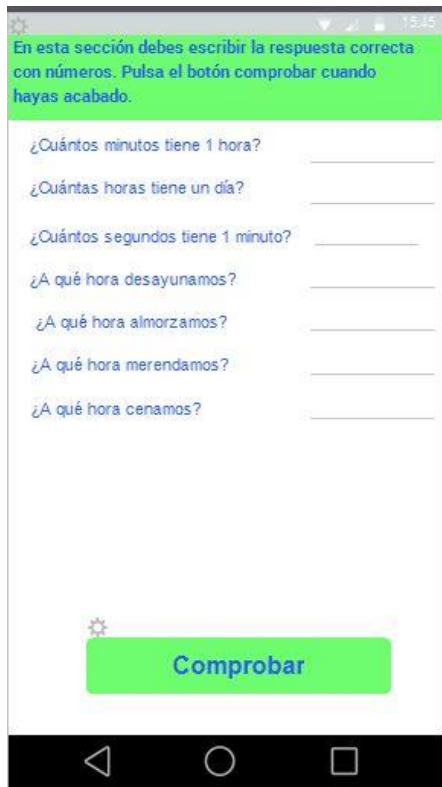 15:45
En esta sección debes escribir la respuesta correcta
con números. Pulsa el botón comprobar cuando
hayas acabado.
¿Cuántos minutos tiene 1 hora?
¿Cuántas horas tiene un día?
¿Cuántos segundos tiene 1 minuto?
¿A qué hora desayunamos?
¿A qué hora almorzamos?
¿A qué hora merendamos?
¿A qué hora cenamos?
Comprobar